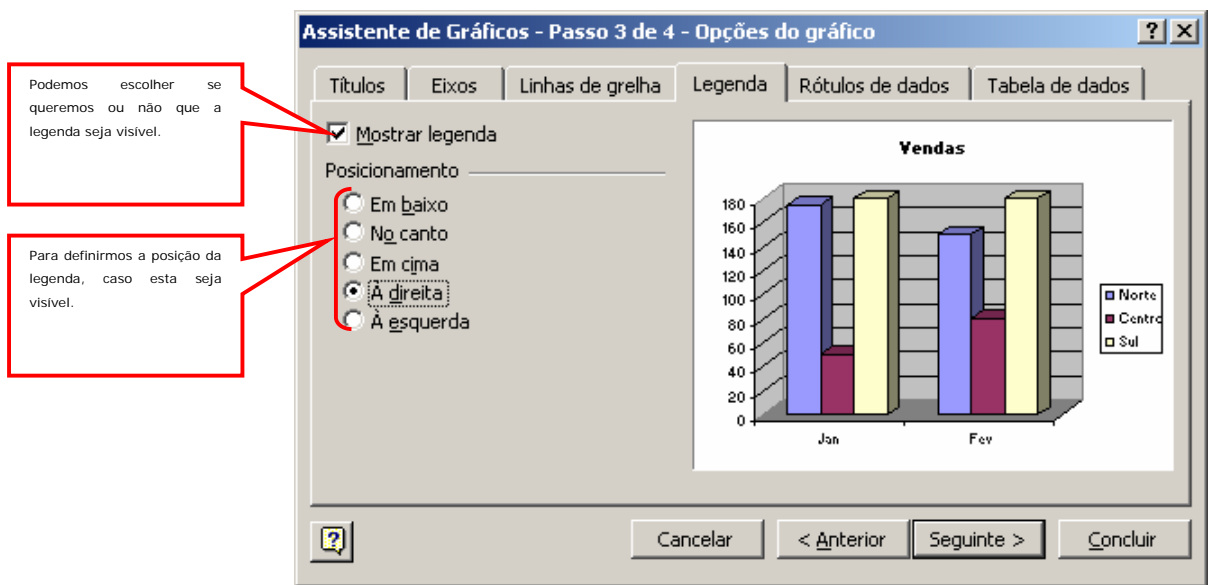 Assistente de Gráficos - Passo 3 de 4 - Opções do gráfico
Podemos escolher se
queremos ou não que a
legenda seja visível.
Para definirmos a posição da
legenda, caso esta seja
visível.
Títulos Eixos Linhas de grelha Legenda Rótulos de dados Tabela de dados
Mostrar legenda
Posicionamento
Em baixo
No canto
Em cima
À direita
À esquerda
Vendas
180
160
140
120
100
80
60
40
20
0
Jan Fev
Norte
Centro
Sul
Cancelar < Anterior Seguinte > Concluir